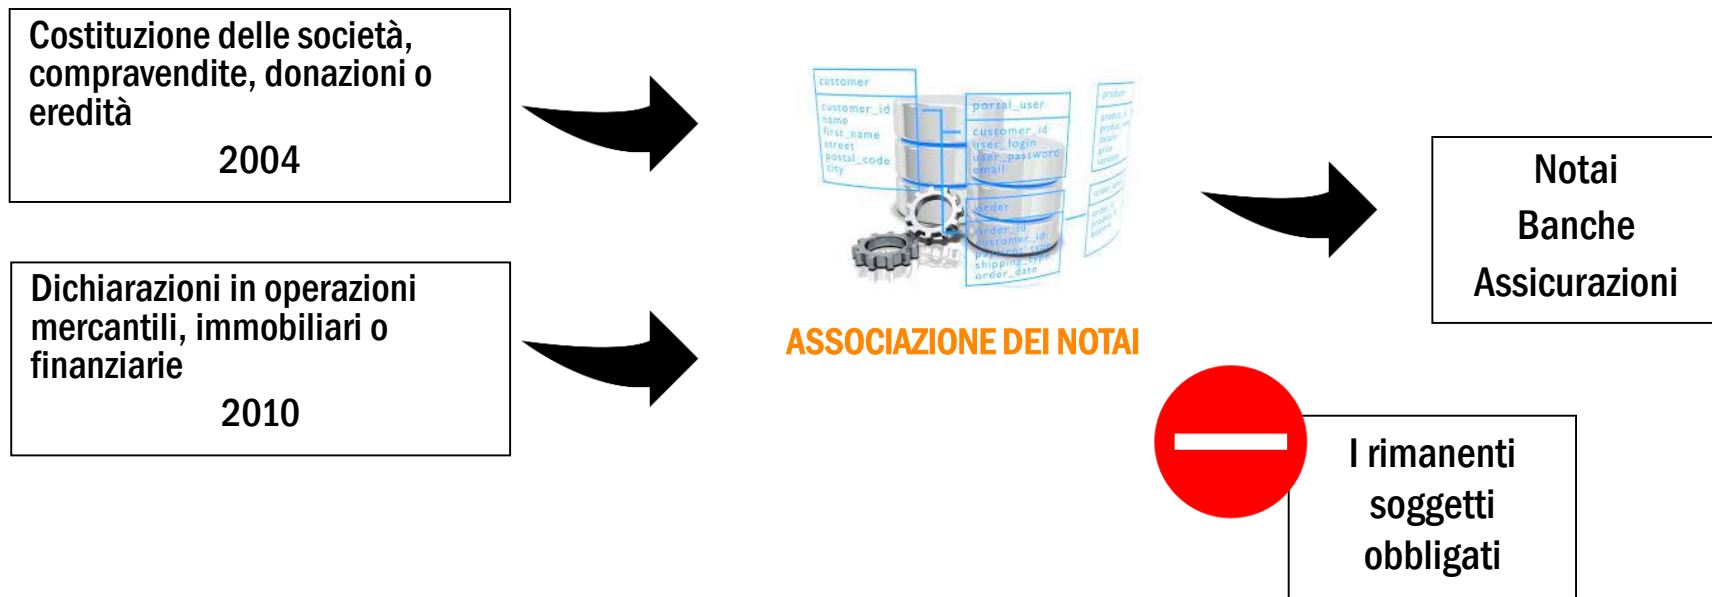 Costituzione delle società,
compravendite, donazioni o
eredità
2004
Dichiarazioni in operazioni
mercantili, immobiliari o
finanziarie
2010
customer
customer_id
name
first_name
street
postal_code
city
portal_user
customer_id
user_login
user_password
email
order
order_id
customer_id
payment_type
shipping_type
order_date
product
ASSOCIAZIONE DEI NOTAI
Notai
Banche
Assicurazioni
I rimanenti
soggetti
obbligati